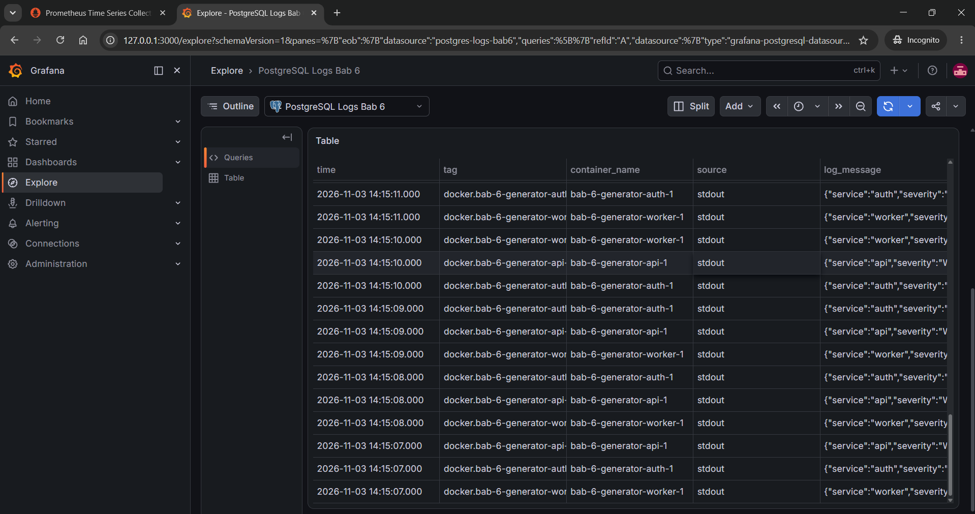 Prometheus Time Series Collect
Explore - PostgreSQL Logs Bab
127.0.0.1:3000/explore?schemaVersion=1&panes=%7B"eob":%7B"datasource":"postgres-logs-bab6","queries":%5B%7B"refId":"A","datasource":%7B"type":"grafana-postgresql-datasour...
Incognito
Grafana
Explore › PostgreSQL Logs Bab 6
Search...
ctrl+k
Home
Bookmarks
Starred
Dashboards
Explore
Drilldown
Alerting
Connections
Administration
Outline
PostgreSQL Logs Bab 6
Split
Add
Queries
Table
Table
time tag container_name source log_message
2026-11-03 14:15:11.000 docker.bab-6-generator-aut bab-6-generator-auth-1 stdout {"service":"auth","severity":"
2026-11-03 14:15:11.000 docker.bab-6-generator-wor bab-6-generator-worker-1 stdout {"service":"worker","severity
2026-11-03 14:15:10.000 docker.bab-6-generator-wor bab-6-generator-worker-1 stdout {"service":"worker","severity
2026-11-03 14:15:10.000 docker.bab-6-generator-api- bab-6-generator-api-1 stdout {"service":"api","severity":"W
2026-11-03 14:15:10.000 docker.bab-6-generator-aut bab-6-generator-auth-1 stdout {"service":"auth","severity":"
2026-11-03 14:15:09.000 docker.bab-6-generator-aut bab-6-generator-auth-1 stdout {"service":"auth","severity":"
2026-11-03 14:15:09.000 docker.bab-6-generator-api- bab-6-generator-api-1 stdout {"service":"api","severity":"W
2026-11-03 14:15:09.000 docker.bab-6-generator-wor bab-6-generator-worker-1 stdout {"service":"worker","severity
2026-11-03 14:15:08.000 docker.bab-6-generator-aut bab-6-generator-auth-1 stdout {"service":"auth","severity":"
2026-11-03 14:15:08.000 docker.bab-6-generator-api- bab-6-generator-api-1 stdout {"service":"api","severity":"W
2026-11-03 14:15:08.000 docker.bab-6-generator-wor bab-6-generator-worker-1 stdout {"service":"worker","severity
2026-11-03 14:15:07.000 docker.bab-6-generator-api- bab-6-generator-api-1 stdout {"service":"api","severity":"W
2026-11-03 14:15:07.000 docker.bab-6-generator-aut bab-6-generator-auth-1 stdout {"service":"auth","severity":"
2026-11-03 14:15:07.000 docker.bab-6-generator-wor bab-6-generator-worker-1 stdout {"service":"worker","severity